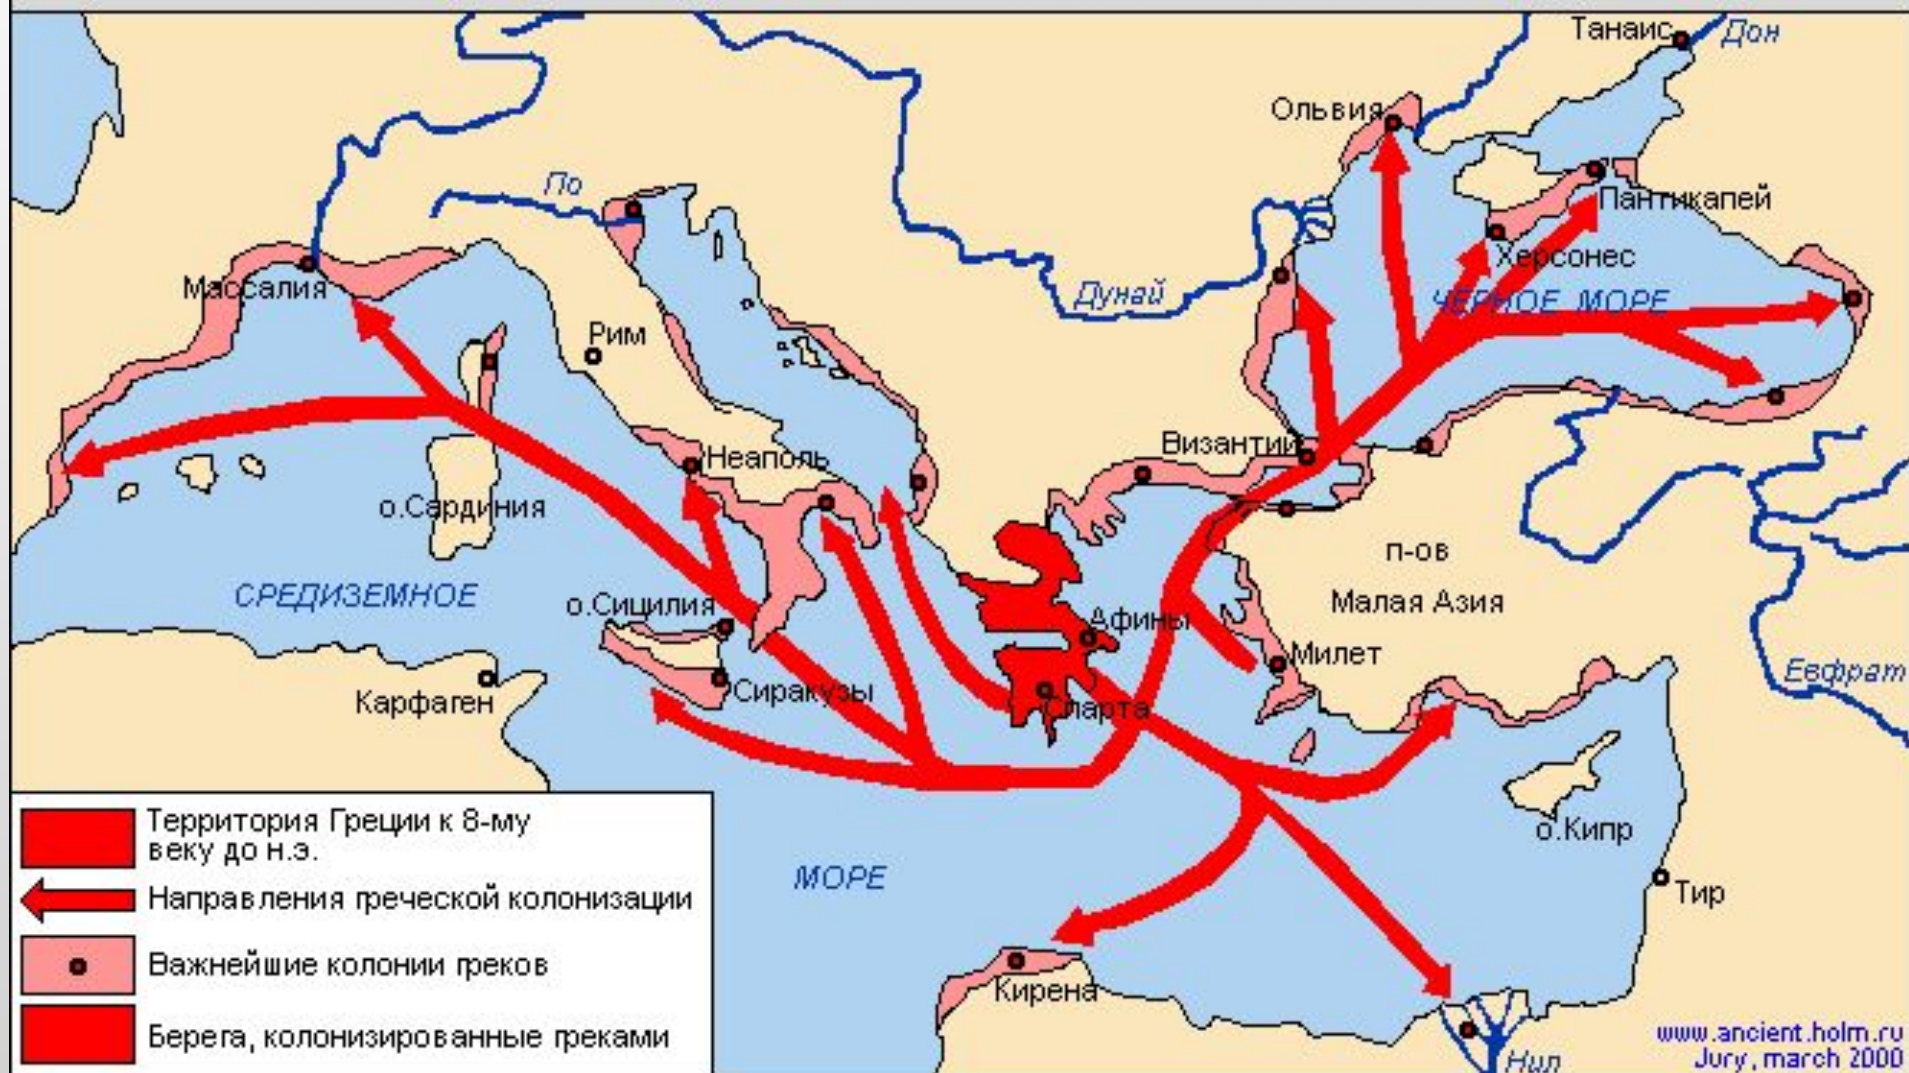 Танаис
Дон
Ольвия
По
Пантикапей
Херсонес
Массалия
Дунай
ЧЕРНОЕ МОРЕ
Рим
Византий
Неаполь
о.Сардиния
п-ов
Малая Азия
СРЕДИЗЕМНОЕ
о.Сицилия
Афины
Милет
Евфрат
Карфаген
Сиракузы
Спарта
о.Кипр
МОРЕ
Тир
Кирена
Нил
Территория Греции к 8-му
веку до н.э.
Направления греческой колонизации
Важнейшие колонии греков
Берега, колонизированные греками
www.ancient.holm.ru
Jury, march 2000